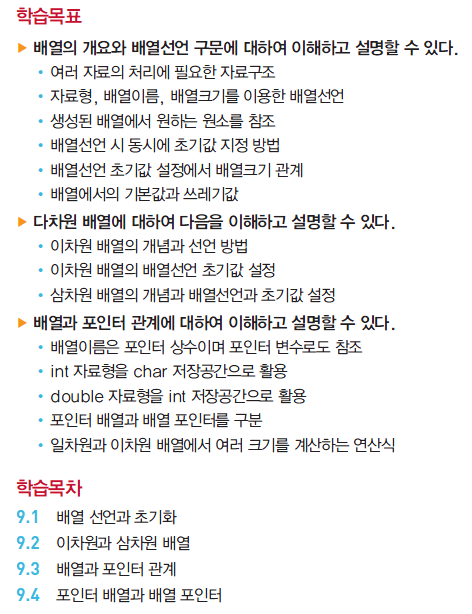 학습목표
▶ 배열의 개요와 배열선언 구문에 대하여 이해하고 설명할 수 있다.
• 여러 자료의 처리에 필요한 자료구조
• 자료형, 배열이름, 배열크기를 이용한 배열선언
• 생성된 배열에서 원하는 원소를 참조
• 배열선언 시 동시에 초기값 지정 방법
• 배열선언 초기값 설정에서 배열크기 관계
• 배열에서의 기본값과 쓰레기값
▶ 다차원 배열에 대하여 다음을 이해하고 설명할 수 있다.
• 이차원 배열의 개념과 선언 방법
• 이차원 배열의 배열선언 초기값 설정
• 삼차원 배열의 개념과 배열선언과 초기값 설정
▶ 배열과 포인터 관계에 대하여 이해하고 설명할 수 있다.
• 배열이름은 포인터 상수이며 포인터 변수로도 참조
• int 자료형을 char 저장공간으로 활용
• double 자료형을 int 저장공간으로 활용
• 포인터 배열과 배열 포인터를 구분
• 일차원과 이차원 배열에서 여러 크기를 계산하는 연산식
학습목차
9.1 배열 선언과 초기화
9.2 이차원과 삼차원 배열
9.3 배열과 포인터 관계
9.4 포인터 배열과 배열 포인터